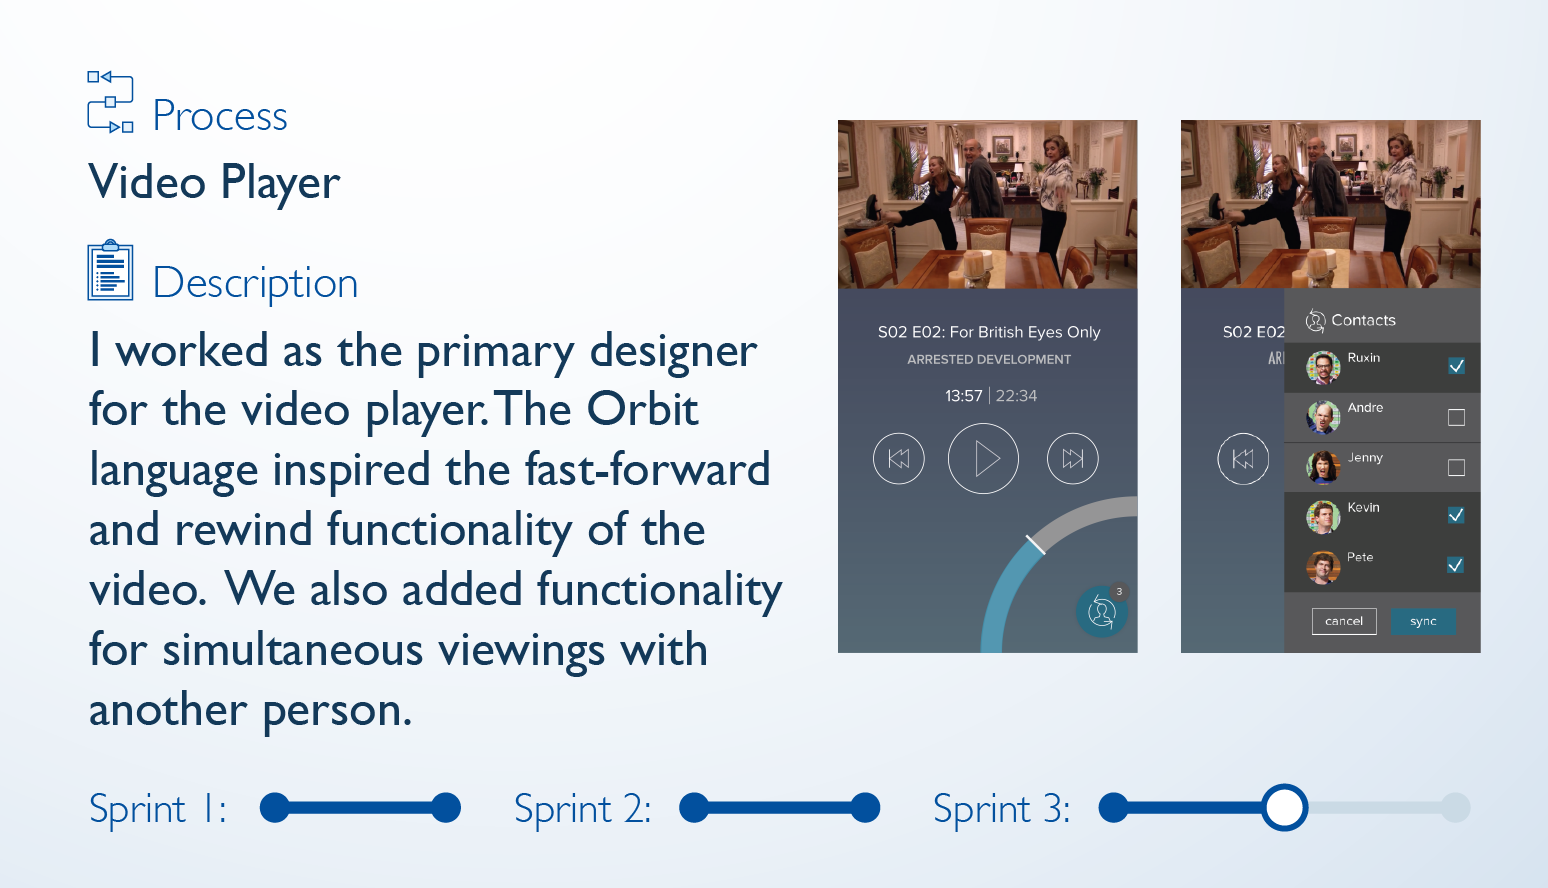 Process
Video Player
Description
I worked as the primary designer
for the video player. The Orbit
language inspired the fast-forward
and rewind functionality of the
video. We also added functionality
for simultaneous viewings with
another person.
S02 E02: For British Eyes Only
ARRESTED DEVELOPMENT
13:57 | 22:34
3
S02 E02
ARI
Contacts
Ruxin
Andre
Jenny
Kevin
Pete
cancel
sync
Sprint 1:
Sprint 2:
Sprint 3: